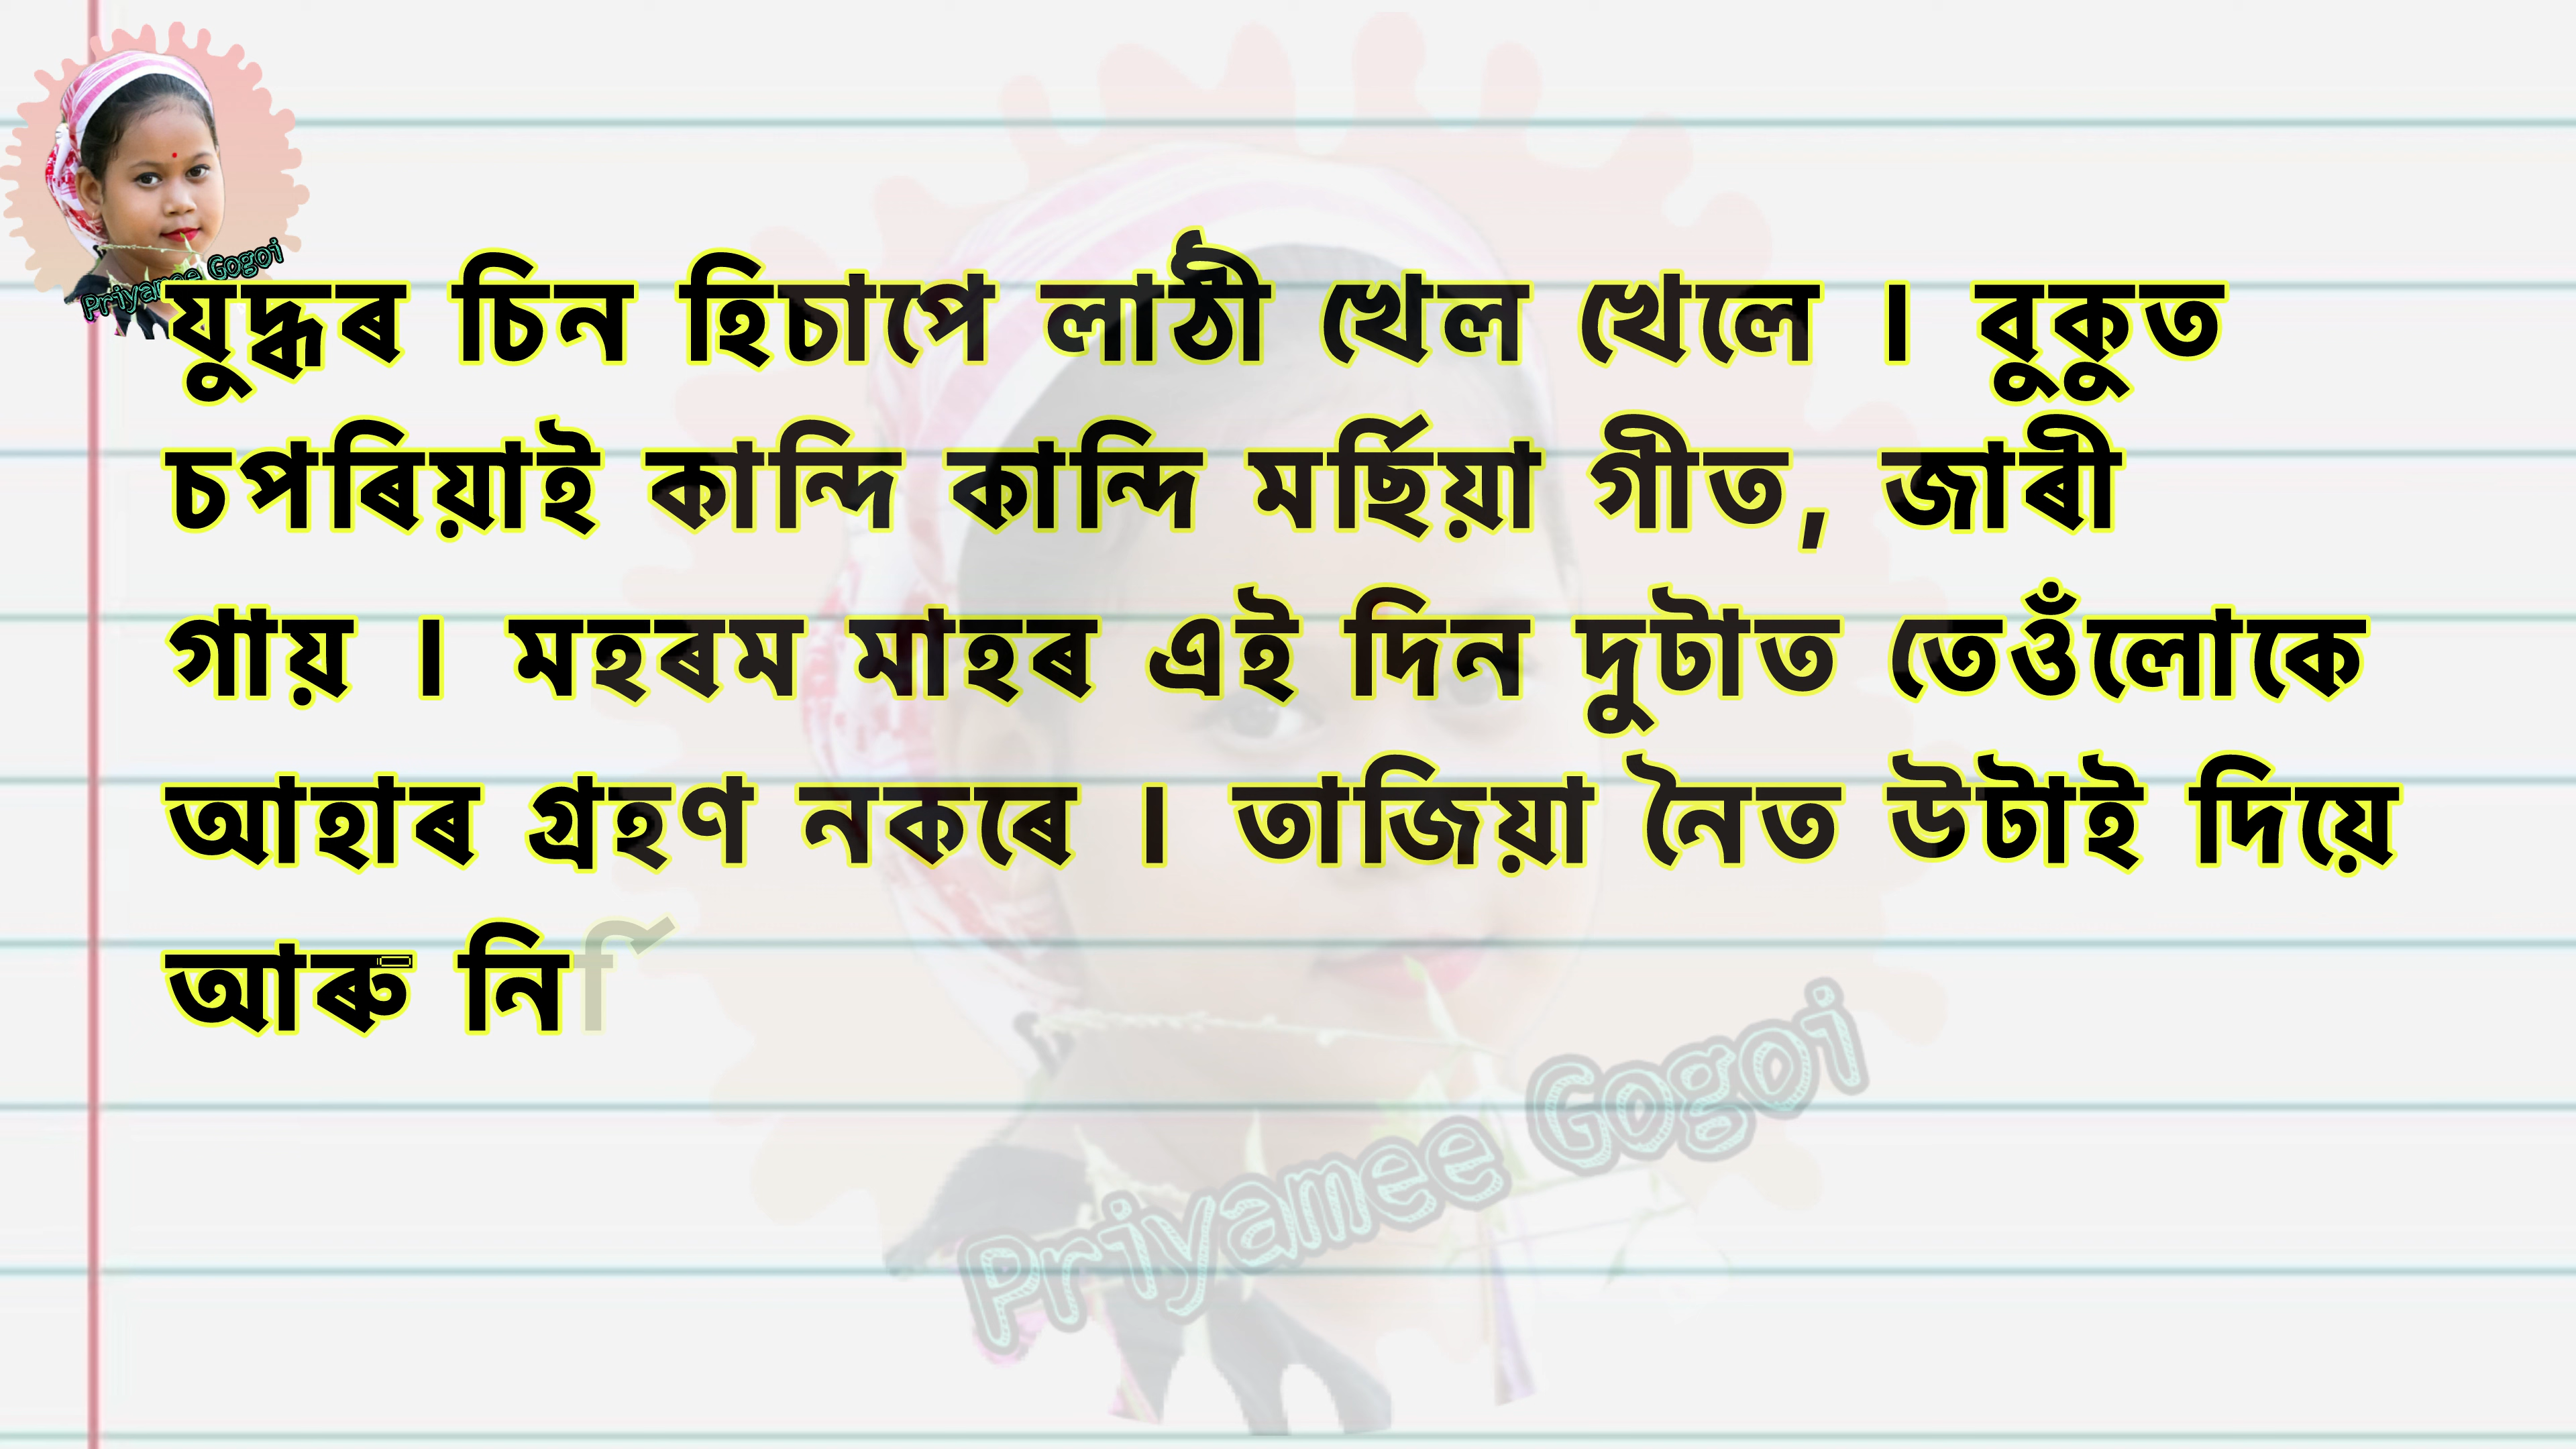 Priyamee Gogoi
যুদ্ধৰ চিন হিচাপে লাঠী খেল খেলে । বুকুত
চপৰিয়াই কান্দি কান্দি মৰ্ছিয়া গীত, জাৰী
গায় । মহৰম মাহৰ এই দিন দুটাত তেওঁলোকে
আহাৰ গ্ৰহণ নকৰে । তাজিয়া নৈত উটাই দিয়ে
আৰু নি
Priyamee Gogoi